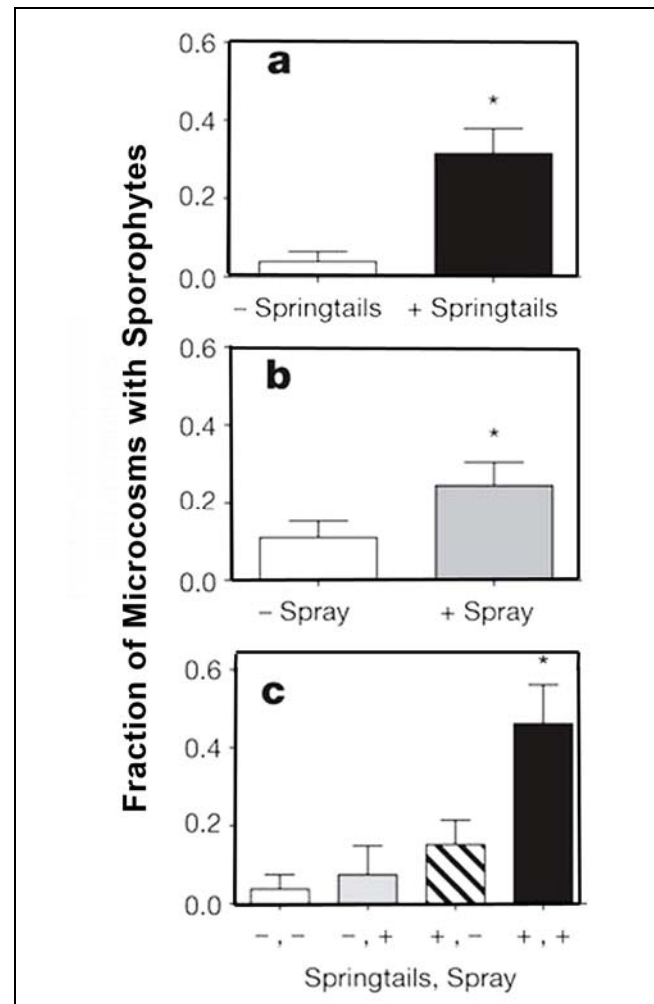 Fraction of Microcosms with Sporophytes
a
0.6
0.4
*
0.2
0.0
– Springtails + Springtails
b
0.6
0.4
*
0.2
0.0
– Spray + Spray
c
0.6
*
0.4
0.2
0.0
–, – –, + +, – +, +
Springtails, Spray